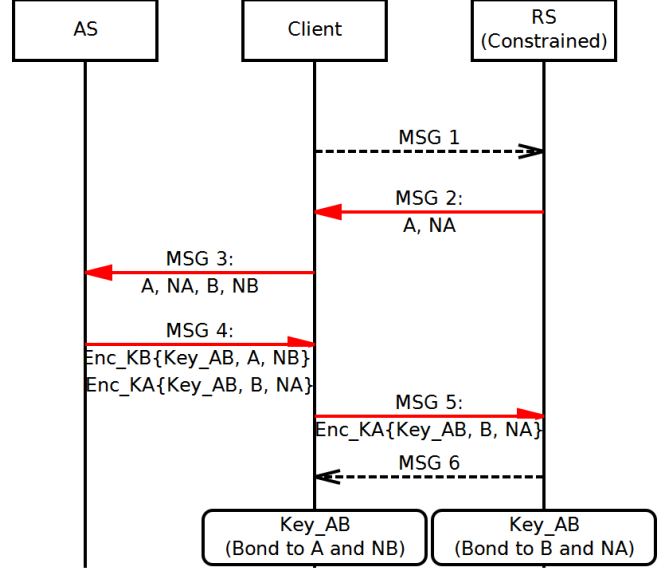 AS
Client
RS
(Constrained)
MSG 1
MSG 2:
A, NA
MSG 3:
A, NA, B, NB
MSG 4:
Enc_KB{Key_AB, A, NB}
Enc_KA{Key_AB, B, NA}
MSG 5:
Enc_KA{Key_AB, B, NA}
MSG 6
Key_AB
(Bond to A and NB)
Key_AB
(Bond to B and NA)